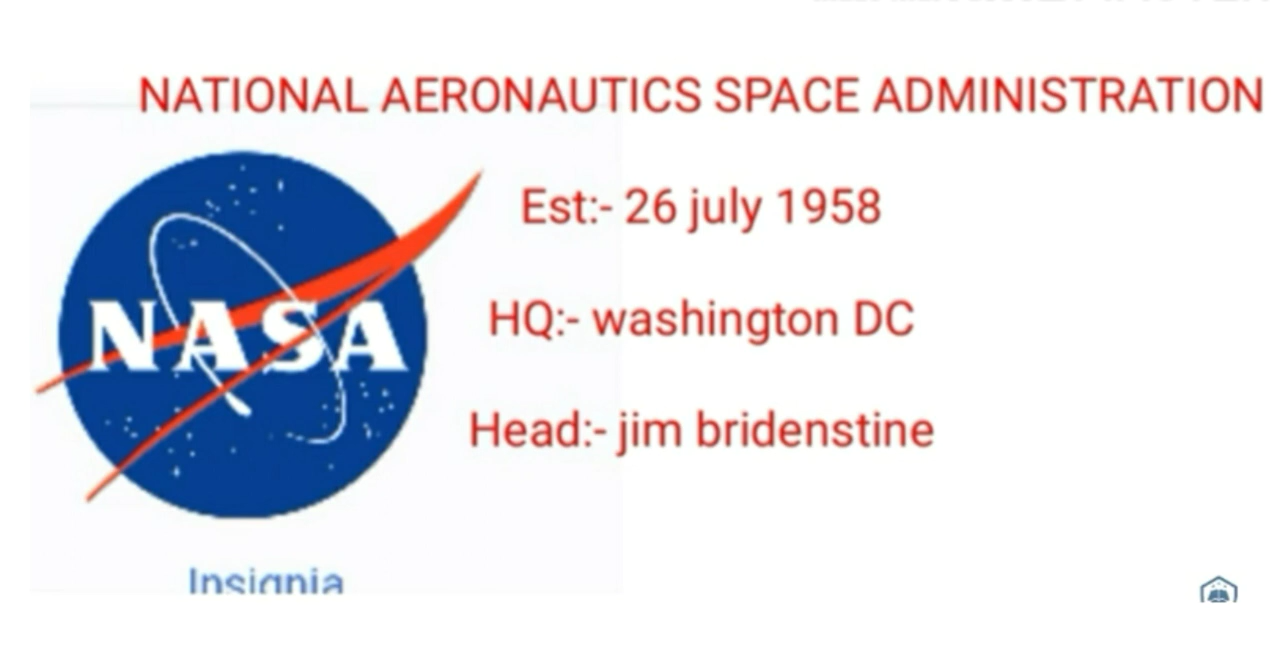 NATIONAL AERONAUTICS SPACE ADMINISTRATION
Est:- 26 july 1958
NASA
HQ:- washington DC
Head:- jim bridenstine
Insignia